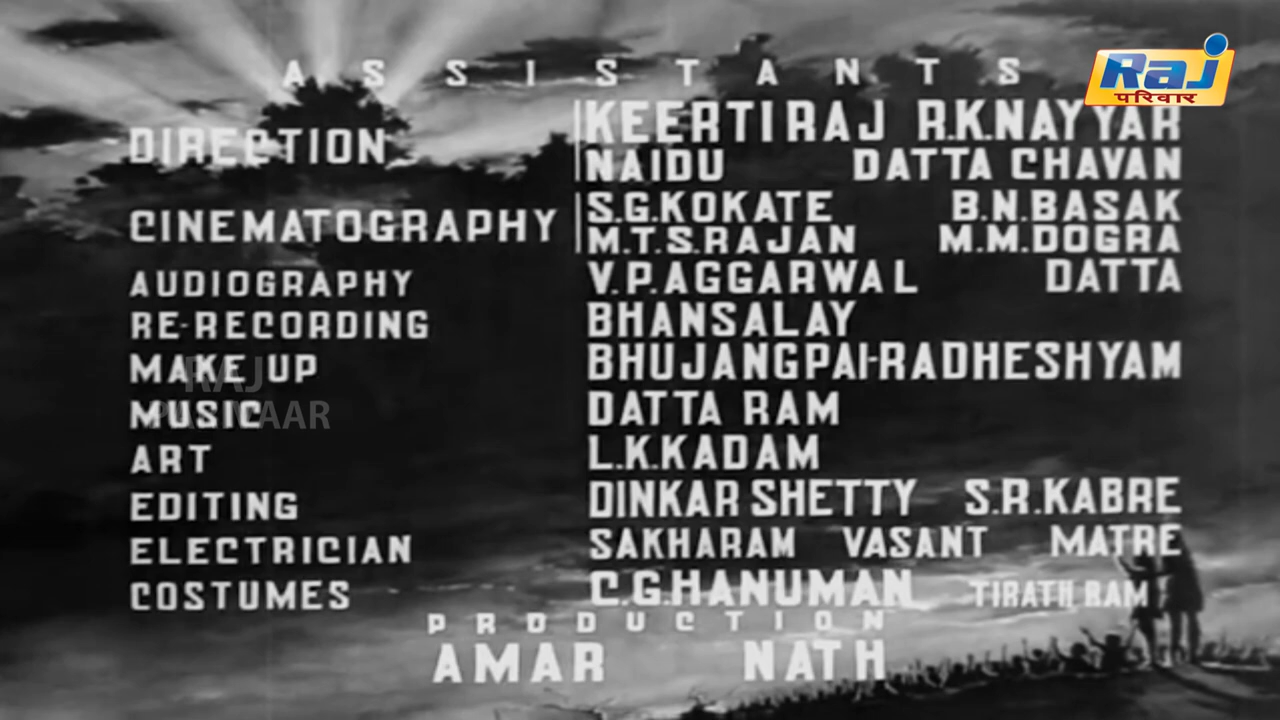 ASSISTANTS
Raj
परिवार
DIRECTION KEERTIRAJ R.K.NAYYAR
NAIDU DATTA CHAVAN
CINEMATOGRAPHY S.G.KOKATE B.N.BASAK
M.T.S.RAJAN M.M.DOGRA
AUDIOGRAPHY V.P.AGGARWAL DATTA
RE-RECORDING BHANSALAY
MAKE UP BHUJANGPAI-RADHESHYAM
RAJ
MUSIC DATTA RAM
ART L.K.KADAM
EDITING DINKAR SHETTY S.R.KABRE
ELECTRICIAN SAKHARAM VASANT MATRE
COSTUMES C.G.HANUMAN TIRATH RAM
PRODUCTION
AMAR NATH